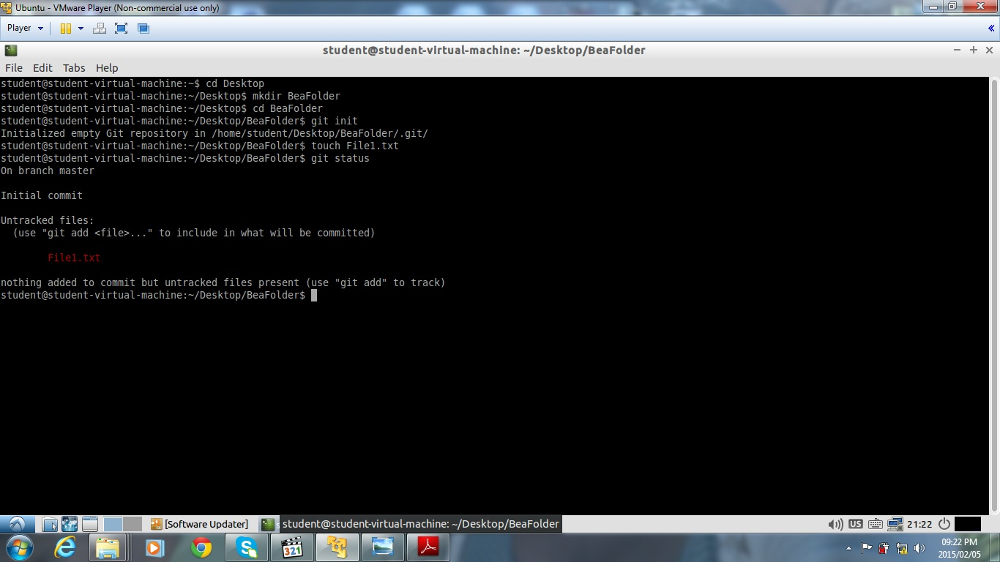 Ubuntu - VMware Player (Non-commercial use only)
Player
student@student-virtual-machine: ~/Desktop/BeaFolder
File Edit Tabs Help
student@student-virtual-machine:~$ cd Desktop
student@student-virtual-machine:~/Desktop$ mkdir BeaFolder
student@student-virtual-machine:~/Desktop$ cd BeaFolder
student@student-virtual-machine:~/Desktop/BeaFolder$ git init
Initialized empty Git repository in /home/student/Desktop/BeaFolder/.git/
student@student-virtual-machine:~/Desktop/BeaFolder$ touch File1.txt
student@student-virtual-machine:~/Desktop/BeaFolder$ git status
On branch master
Initial commit
Untracked files:
(use "git add <file>..." to include in what will be committed)
File1.txt
nothing added to commit but untracked files present (use "git add" to track)
student@student-virtual-machine:~/Desktop/BeaFolder$
[Software Updater] s student@student-virtual-machine: ~/Desktop/BeaFolder US 21:22
321 09:22 PM
2015/02/05